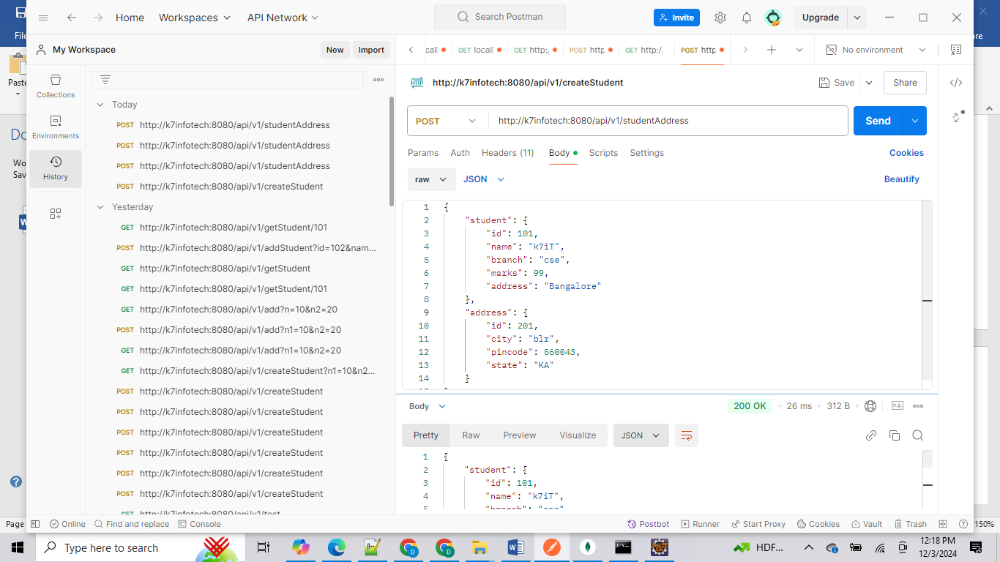 File
Home
Workspaces
API Network
Search Postman
Invite
Upgrade
My Workspace
New
Import
GET
GET http:/
POST http
GET http:/,
POST http
No environment
Paste
Collections
Environments
History
Today
POST http://k7infotech:8080/api/v1/studentAddress
POST http://k7infotech:8080/api/v1/studentAddress
POST http://k7infotech:8080/api/v1/studentAddress
POST http://k7infotech:8080/api/v1/createStudent
Yesterday
GET http://k7infotech:8080/api/v1/getStudent/101
POST http://k7infotech:8080/api/v1/addStudent?id=102&nam...
GET http://k7infotech:8080/api/v1/getStudent
GET http://k7infotech:8080/api/v1/getStudent/101
GET http://k7infotech:8080/api/v1/add?n=10&n2=20
POST http://k7infotech:8080/api/v1/add?n1=10&n2=20
GET http://k7infotech:8080/api/v1/add?n1=10&n2=20
GET http://k7infotech:8080/api/v1/createStudent?n1=10&n2...
POST http://k7infotech:8080/api/v1/createStudent
POST http://k7infotech:8080/api/v1/createStudent
POST http://k7infotech:8080/api/v1/createStudent
POST http://k7infotech:8080/api/v1/createStudent
POST http://k7infotech:8080/api/v1/createStudent
POST http://k7infotech:8080/api/v1/createStudent
GET http://k7infotech:8080/api/v1/test
HTTP http://k7infotech:8080/api/v1/createStudent
Save
Share
POST http://k7infotech:8080/api/v1/studentAddress
Send
Params Auth Headers (11) Body Scripts Settings
Cookies
raw JSON
Beautify
1 {
2 "student": {
3 "id": 101,
4 "name": "k7iT",
5 "branch": "cse",
6 "marks": 99,
7 "address": "Bangalore"
8 },
9 "address": {
10 "id": 201,
11 "city": "blr",
12 "pincode": 560043,
13 "state": "KA"
14 }
Body
200 OK • 26 ms • 312 B
e.g.
Pretty Raw Preview Visualize JSON
1 {
2 "student": {
3 "id": 101,
4 "name": "k7iT",
5 "branch": "cse"
Page
Online
Find and replace
Console
Postbot
Runner
Start Proxy
Cookies
Vault
Trash
150%
Type here to search
HDF...
12:18 PM
12/3/2024